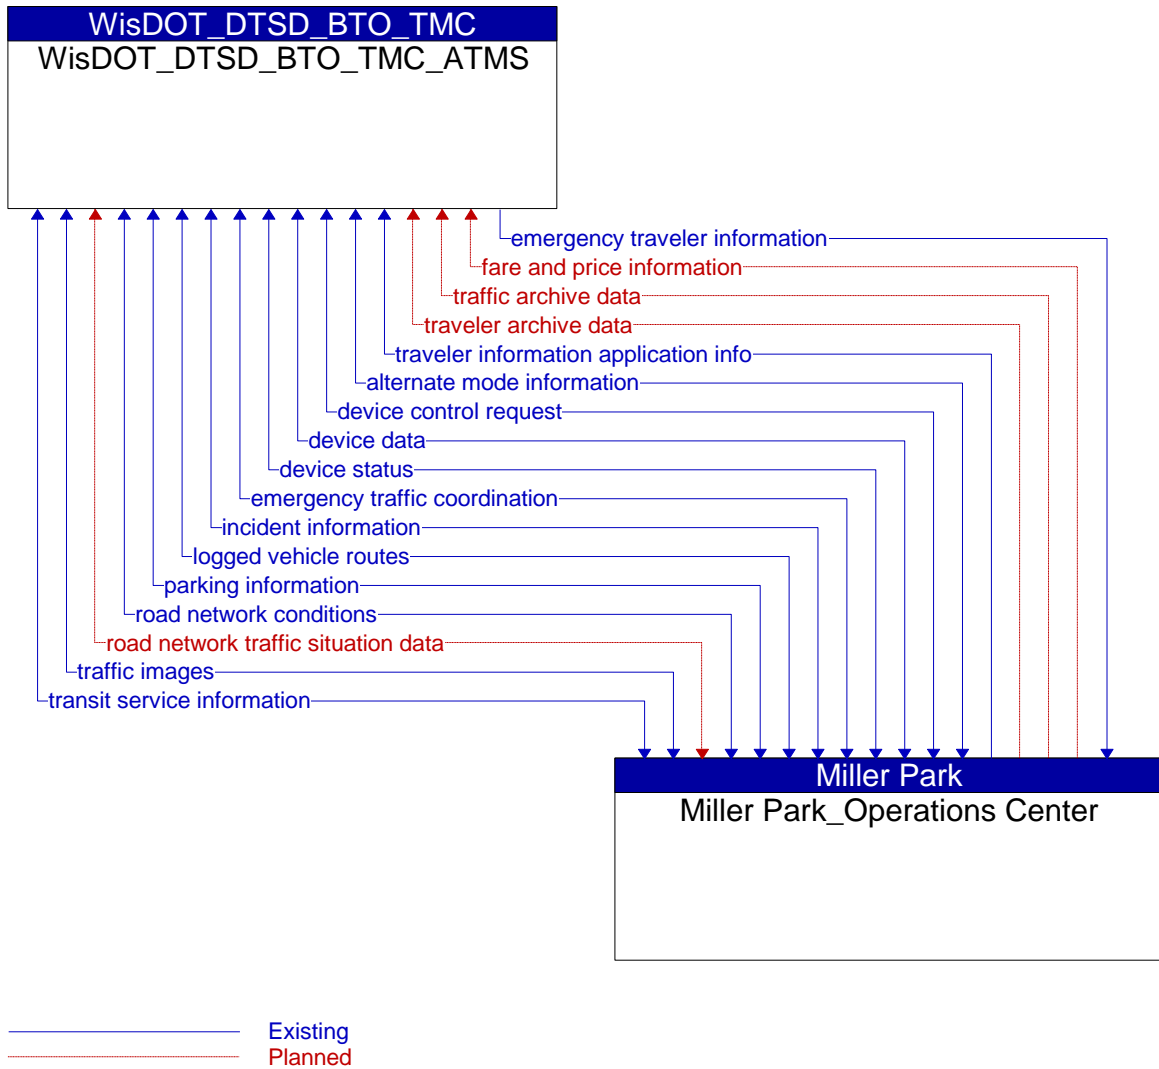 WisDOT_DTSD_BTO_TMC
WisDOT_DTSD_BTO_TMC_ATMS
emergency traveler information
fare and price information
traffic archive data
traveler archive data
traveler information application info
alternate mode information
device control request
device data
device status
emergency traffic coordination
incident information
logged vehicle routes
parking information
road network conditions
road network traffic situation data
traffic images
transit service information
Miller Park
Miller Park_Operations Center
Existing
Planned